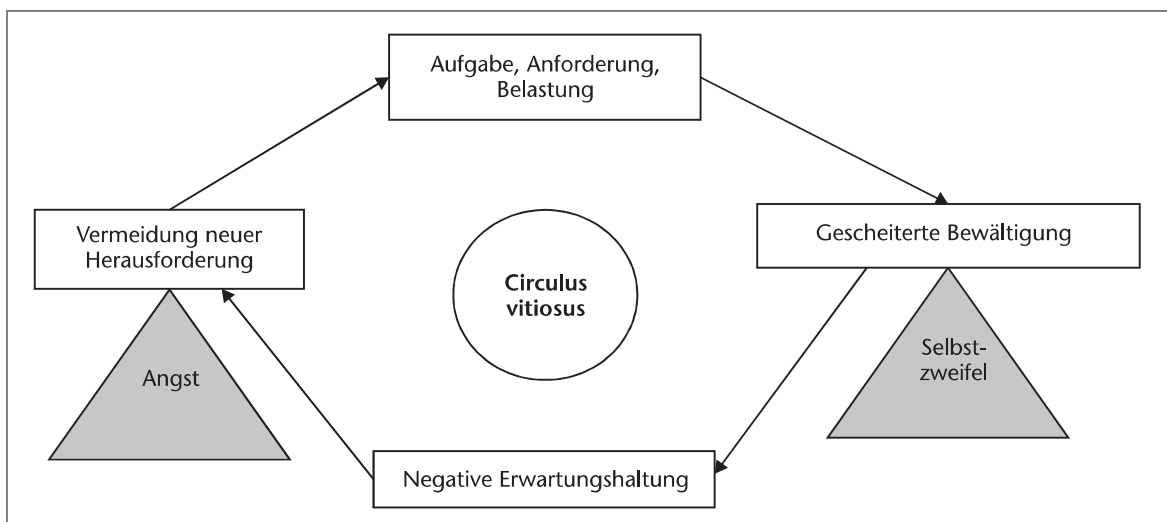 Aufgabe, Anforderung,
Belastung
Vermeidung neuer
Herausforderung
Gescheiterte Bewältigung
Circulus
vitiosus
Angst
Selbst-
zweifel
Negative Erwartungshaltung